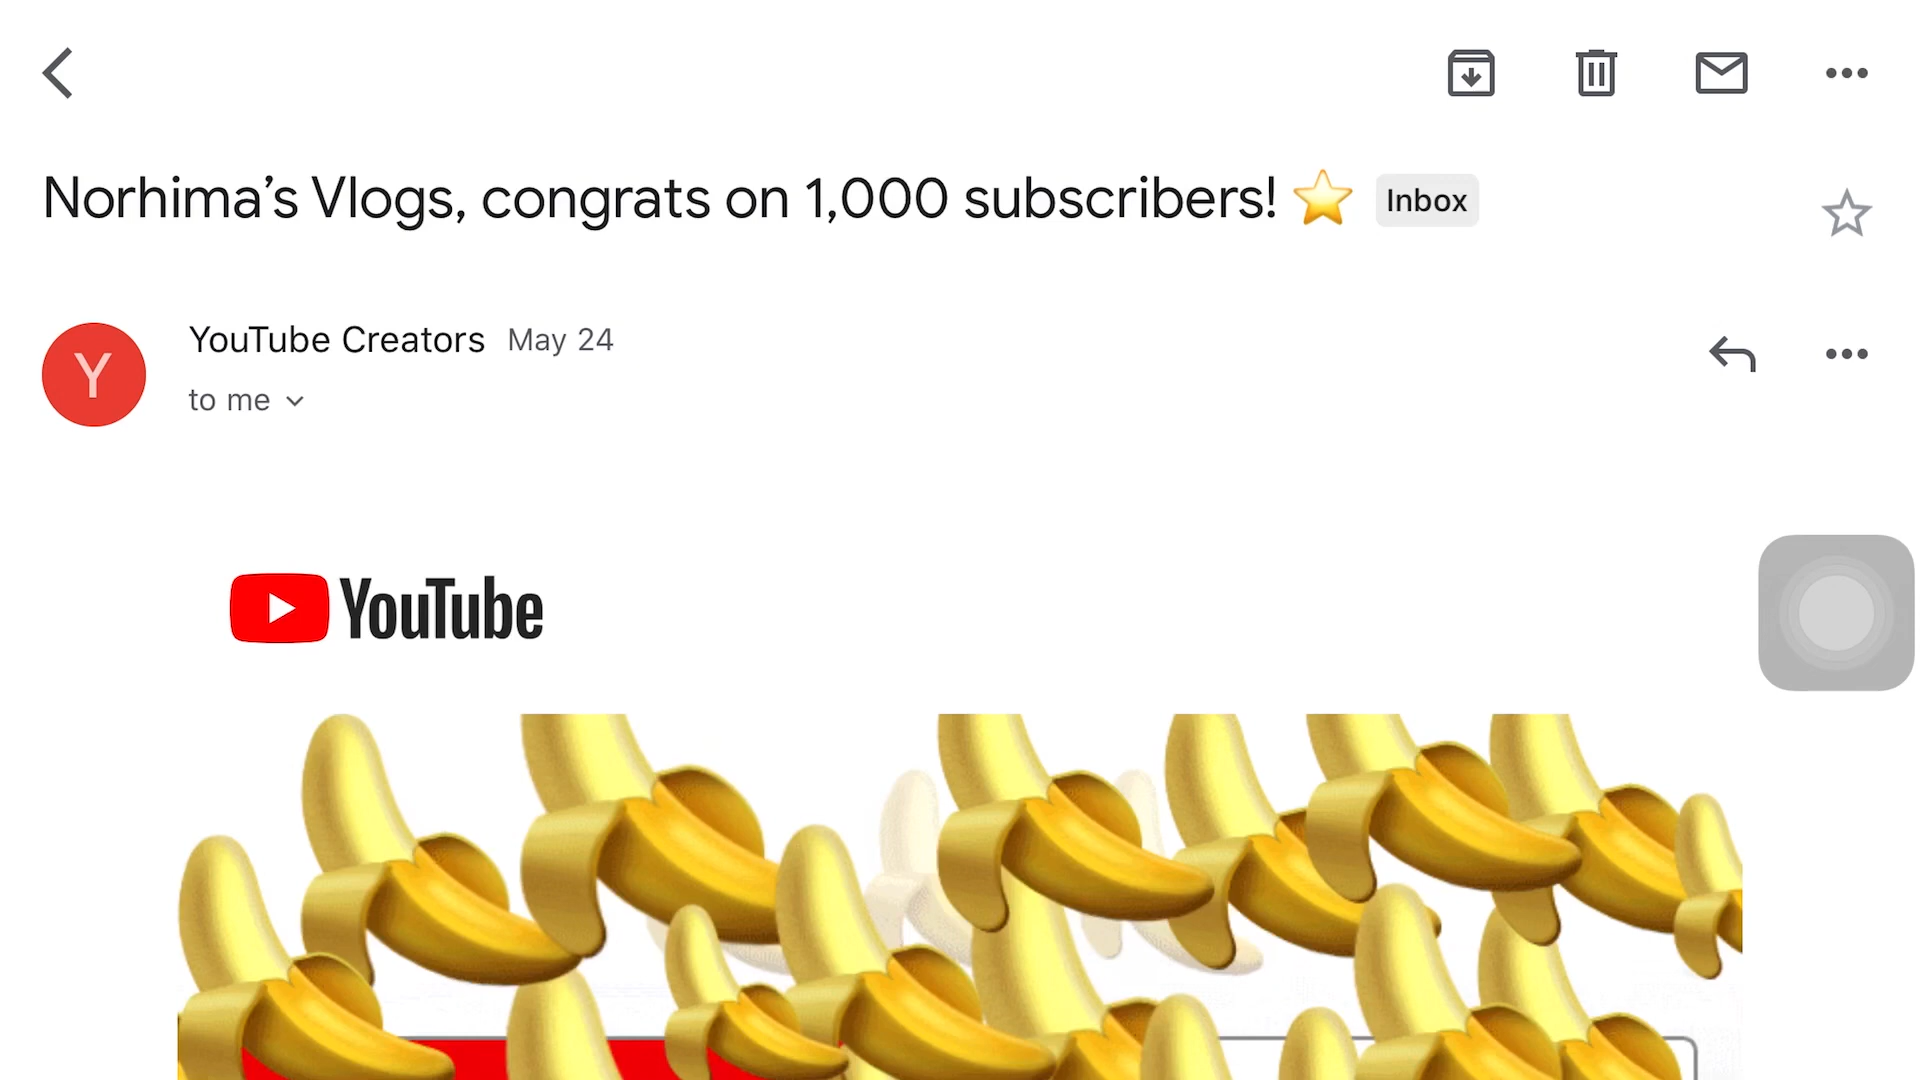 Norhima’s Vlogs, congrats on 1,000 subscribers! ⭐ Inbox
YouTube Creators May 24
Y
to me
YouTube